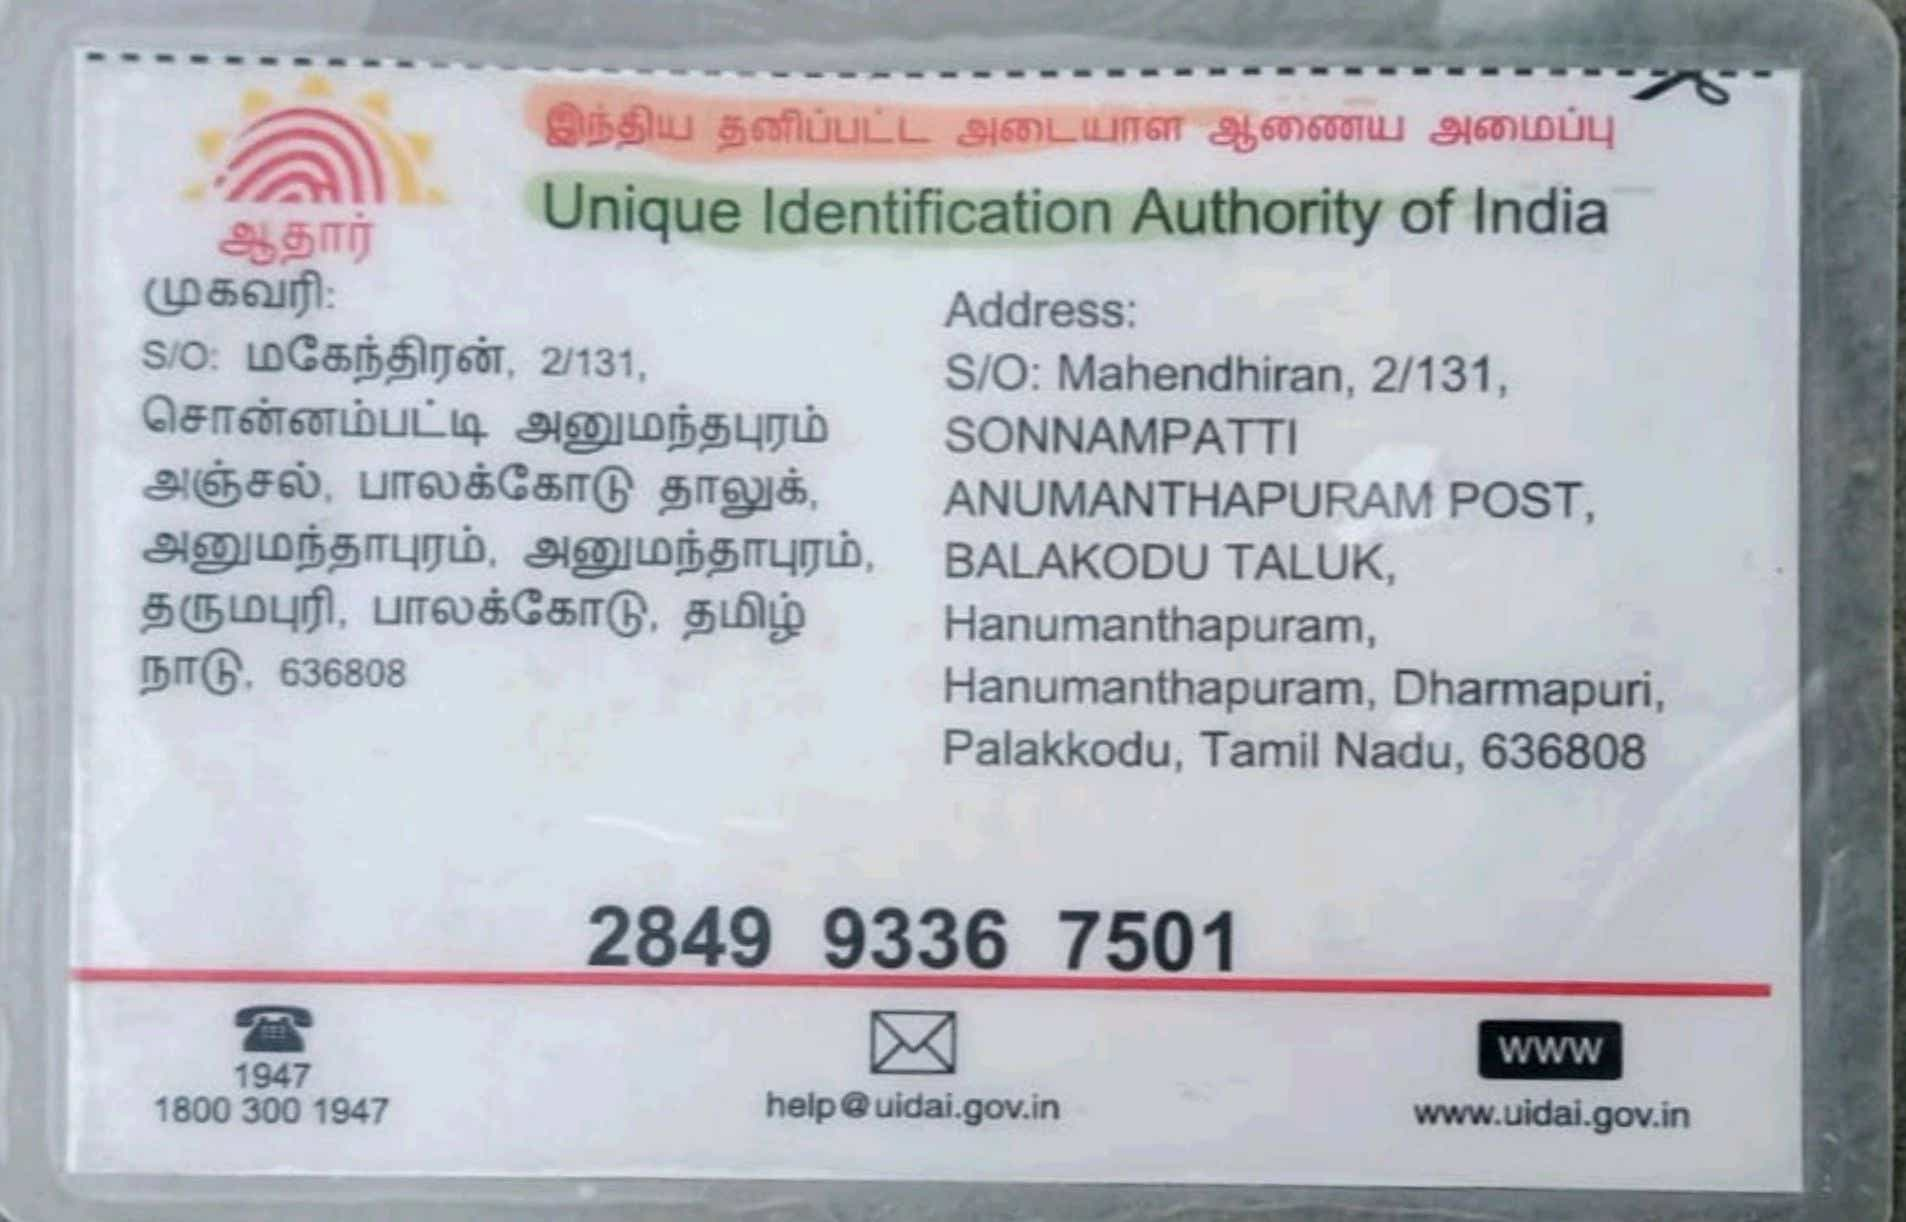 இந்திய தனிப்பட்ட அடையாள ஆணைய அமைப்பு
Unique Identification Authority of India
ஆதார்
முகவரி:
S/O: மகேந்திரன், 2/131,
சொன்னம்பட்டி அனுமந்தபுரம்
அஞ்சல், பாலக்கோடு தாலுக்,
அனுமந்தாபுரம், அனுமந்தாபுரம்,
தருமபுரி, பாலக்கோடு, தமிழ்
நாடு, 636808
Address:
S/O: Mahendhiran, 2/131,
SONNAMPATTI
ANUMANTHAPURAM POST,
BALAKODU TALUK,
Hanumanthapuram,
Hanumanthapuram, Dharmapuri,
Palakkodu, Tamil Nadu, 636808
2849 9336 7501
1947
1800 300 1947
help@uidai.gov.in
www
www.uidai.gov.in